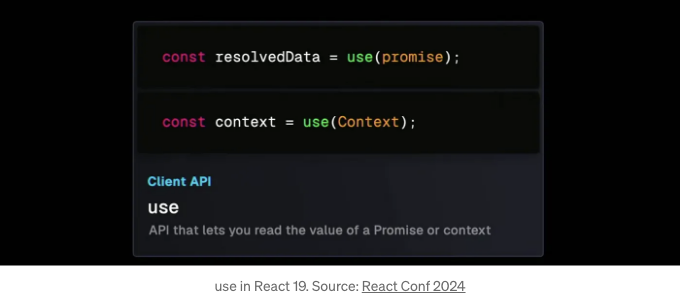 const resolvedData = use(promise);
const context = use(Context);
Client API
use
API that lets you read the value of a Promise or context
use in React 19. Source: React Conf 2024